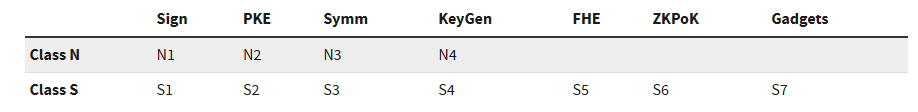 Sign PKE Symm KeyGen FHE ZKPoK Gadgets
Class N N1 N2 N3 N4
Class S S1 S2 S3 S4 S5 S6 S7